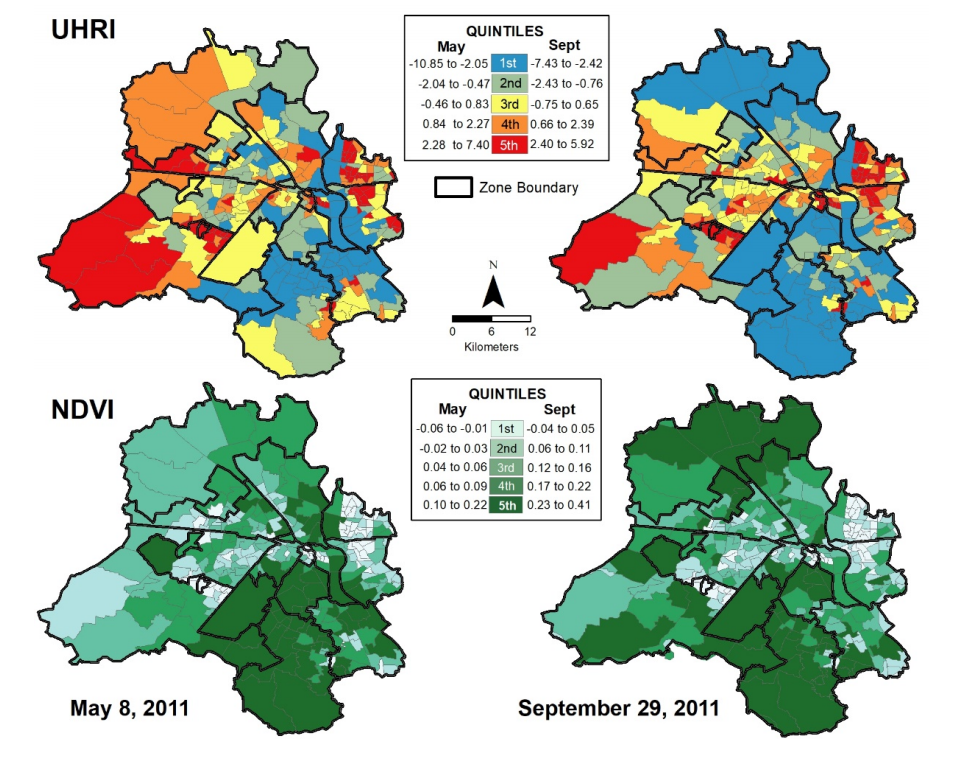 UHRI
QUINTILES
May Sept
-10.85 to -2.05 1st -7.43 to -2.42
-2.04 to -0.47 2nd -2.43 to -0.76
-0.46 to 0.83 3rd -0.75 to 0.65
0.84 to 2.27 4th 0.66 to 2.39
2.28 to 7.40 5th 2.40 to 5.92
Zone Boundary
N
0 6 12
Kilometers
NDVI
QUINTILES
May Sept
-0.06 to -0.01 1st -0.04 to 0.05
-0.02 to 0.03 2nd 0.06 to 0.11
0.04 to 0.06 3rd 0.12 to 0.16
0.06 to 0.09 4th 0.17 to 0.22
0.10 to 0.22 5th 0.23 to 0.41
May 8, 2011
September 29, 2011